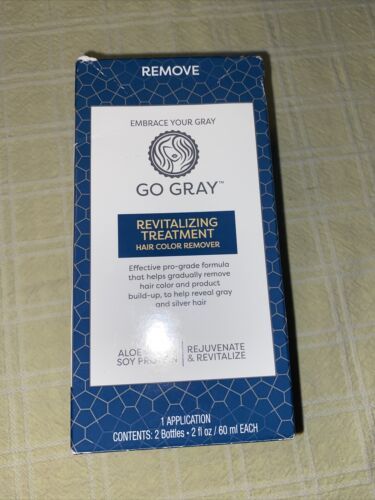 REMOVE
EMBRACE YOUR GRAY
GO GRAY™
REVITALIZING
TREATMENT
HAIR COLOR REMOVER
Effective pro-grade formula
that helps gradually remove
hair color and product
build-up, to help reveal gray
and silver hair
ALOE
SOY PROTEIN
REJUVENATE
& REVITALIZE
1 APPLICATION
CONTENTS: 2 Bottles • 2 fl oz / 60 ml EACH